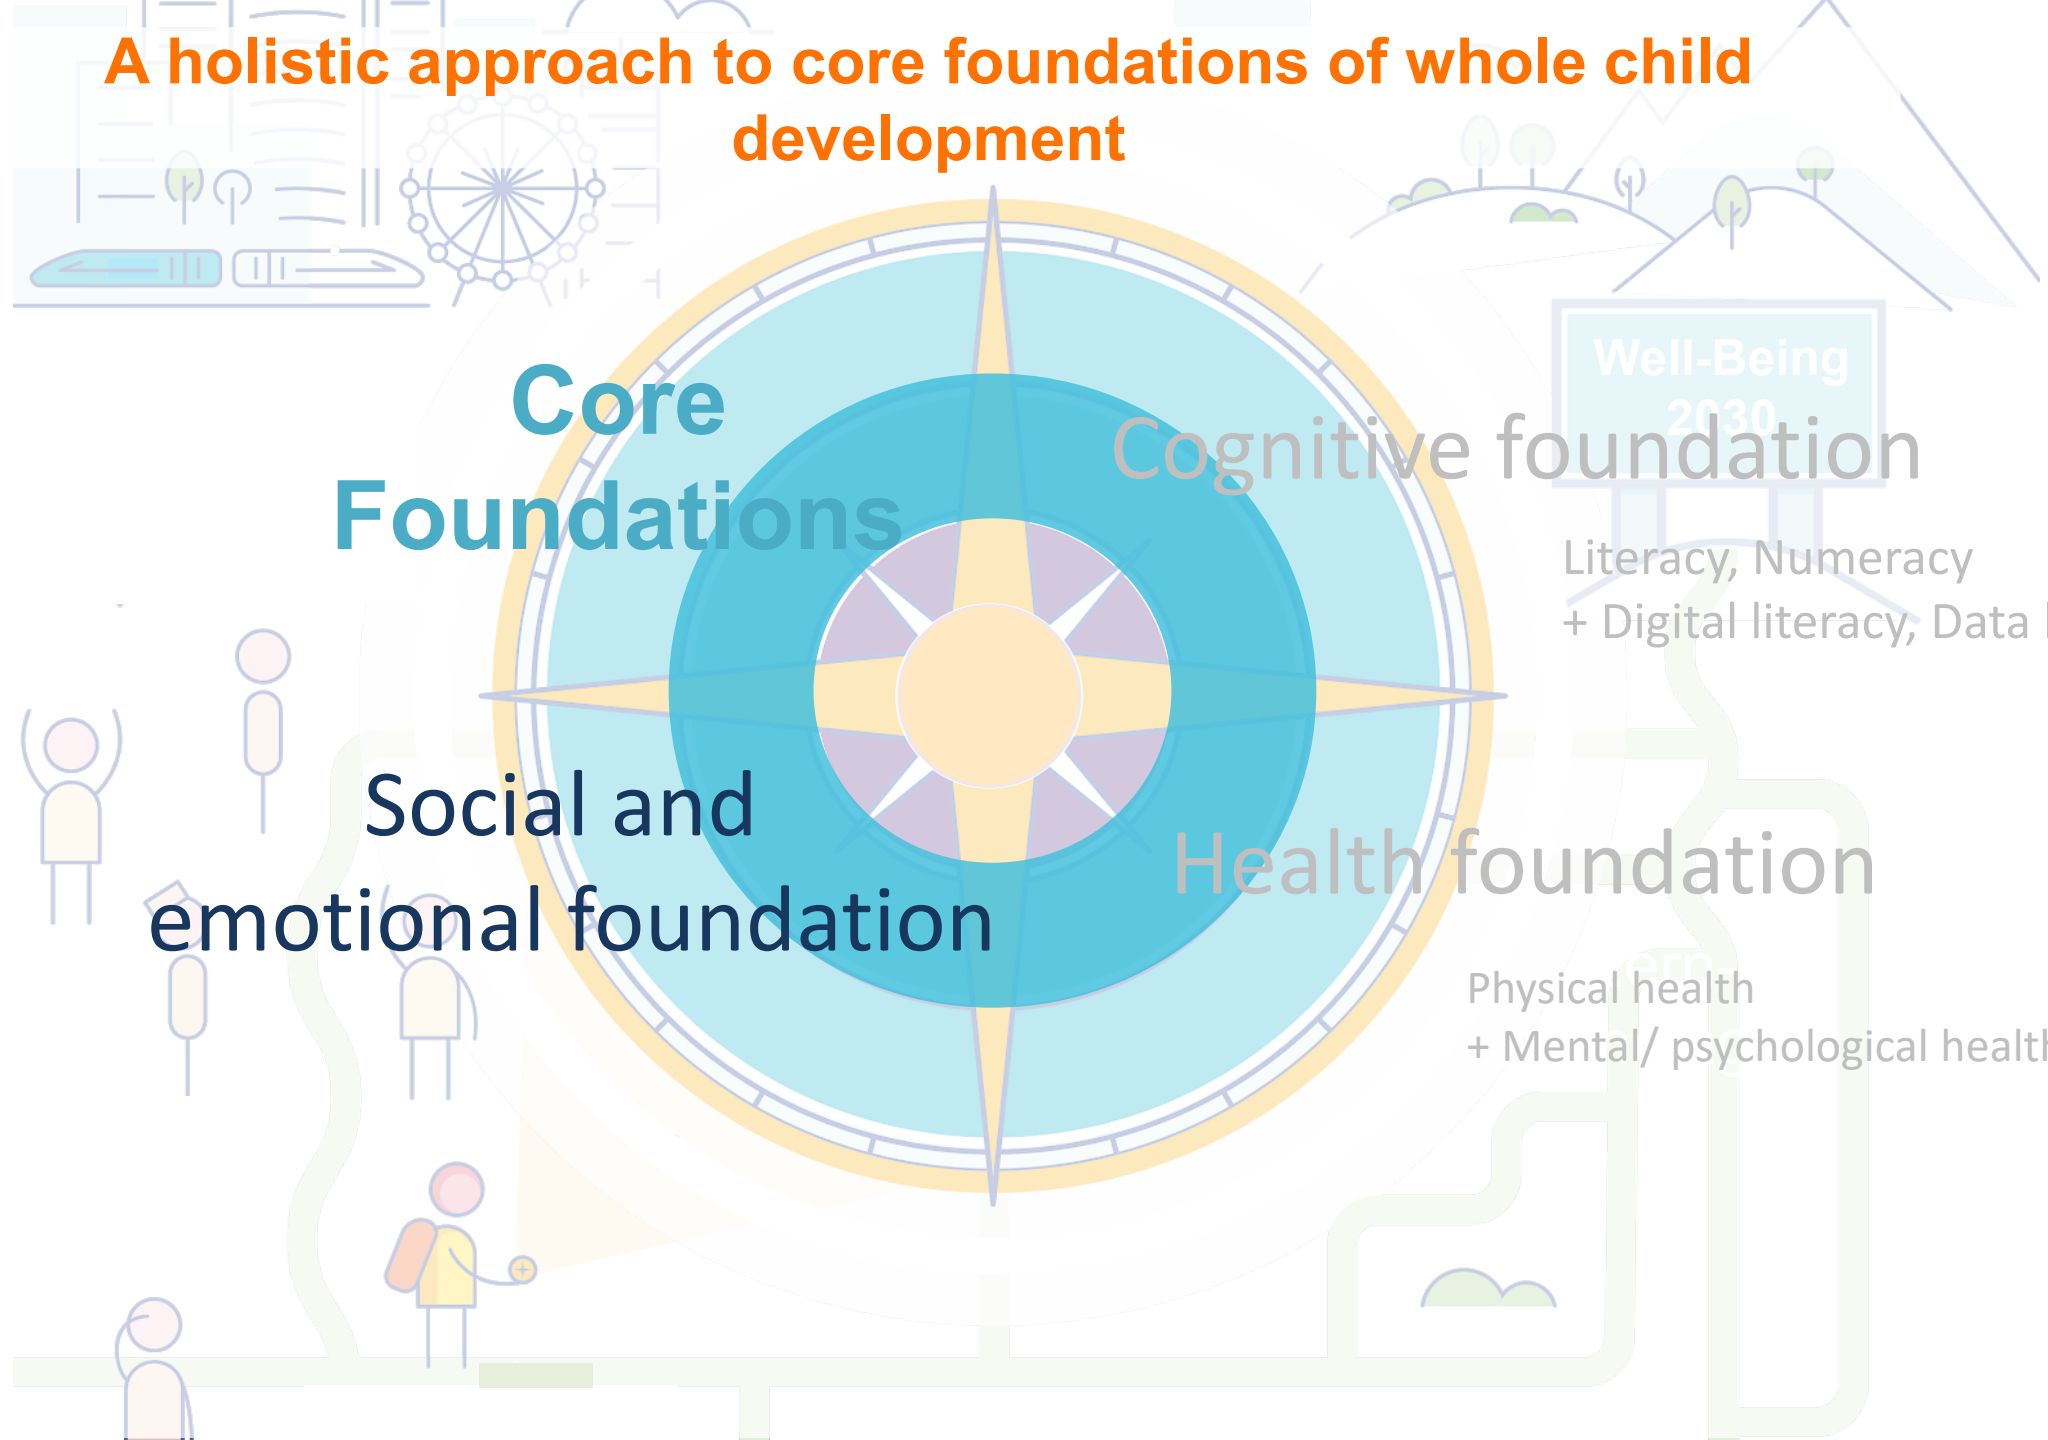 A holistic approach to core foundations of whole child
development
Well-Being
2030
Core
Foundations
Cognitive foundation
Literacy, Numeracy
+ Digital literacy, Data
Social and
emotional foundation
Health foundation
Physical health
+ Mental/ psychological health